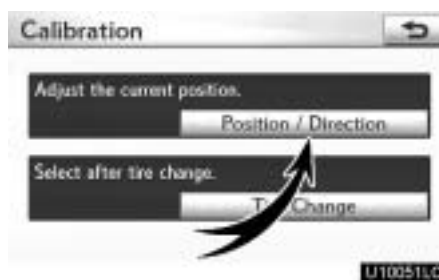 Calibration
Adjust the current position.
Position / Direction
Select after tire change.
Change